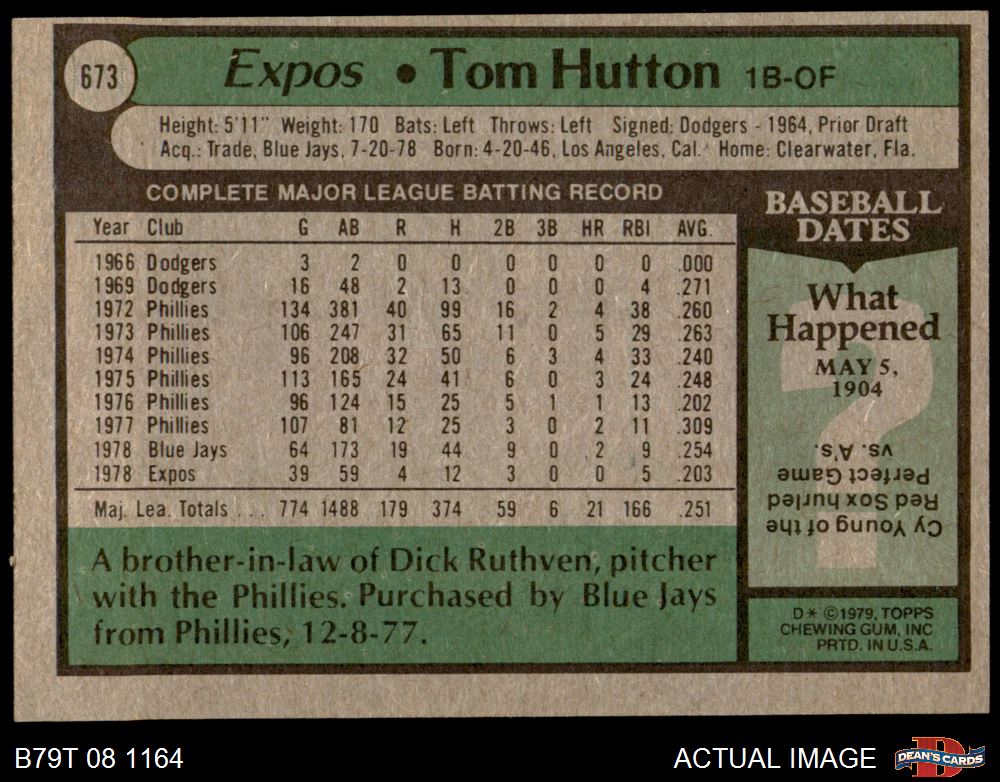 673
Expos • Tom Hutton 1B-OF
Height: 5'11" Weight: 170 Bats: Left Throws: Left Signed: Dodgers - 1964, Prior Draft
Acq.: Trade, Blue Jays, 7-20-78 Born: 4-20-46, Los Angeles, Cal. Home: Clearwater, Fla.
COMPLETE MAJOR LEAGUE BATTING RECORD
Year Club G AB R H 2B 3B HR RBI AVG.
1966 Dodgers 3 2 0 0 0 0 0 0 .000
1969 Dodgers 16 48 2 13 0 0 0 4 .271
1972 Phillies 134 381 40 99 16 2 4 38 .260
1973 Phillies 106 247 31 65 11 0 5 29 .263
1974 Phillies 96 208 32 50 6 3 4 33 .240
1975 Phillies 113 165 24 41 6 0 3 24 .248
1976 Phillies 96 124 15 25 5 1 1 13 .202
1977 Phillies 107 81 12 25 3 0 2 11 .309
1978 Blue Jays 64 173 19 44 9 0 2 9 .254
1978 Expos 39 59 4 12 3 0 0 5 .203
Maj. Lea. Totals . . . 774 1488 179 374 59 6 21 166 .251
A brother-in-law of Dick Ruthven, pitcher
with the Phillies. Purchased by Blue Jays
from Phillies, 12-8-77.
BASEBALL
DATES
What
Happened
MAY 5,
1904
Cy Young of the
Red Sox hurled
Perfect Game
vs. A's.
D* ©1979, TOPPS
CHEWING GUM, INC
PRTD. IN U.S.A.
B79T 08 1164
ACTUAL IMAGE
D
DEAN'S CARDS